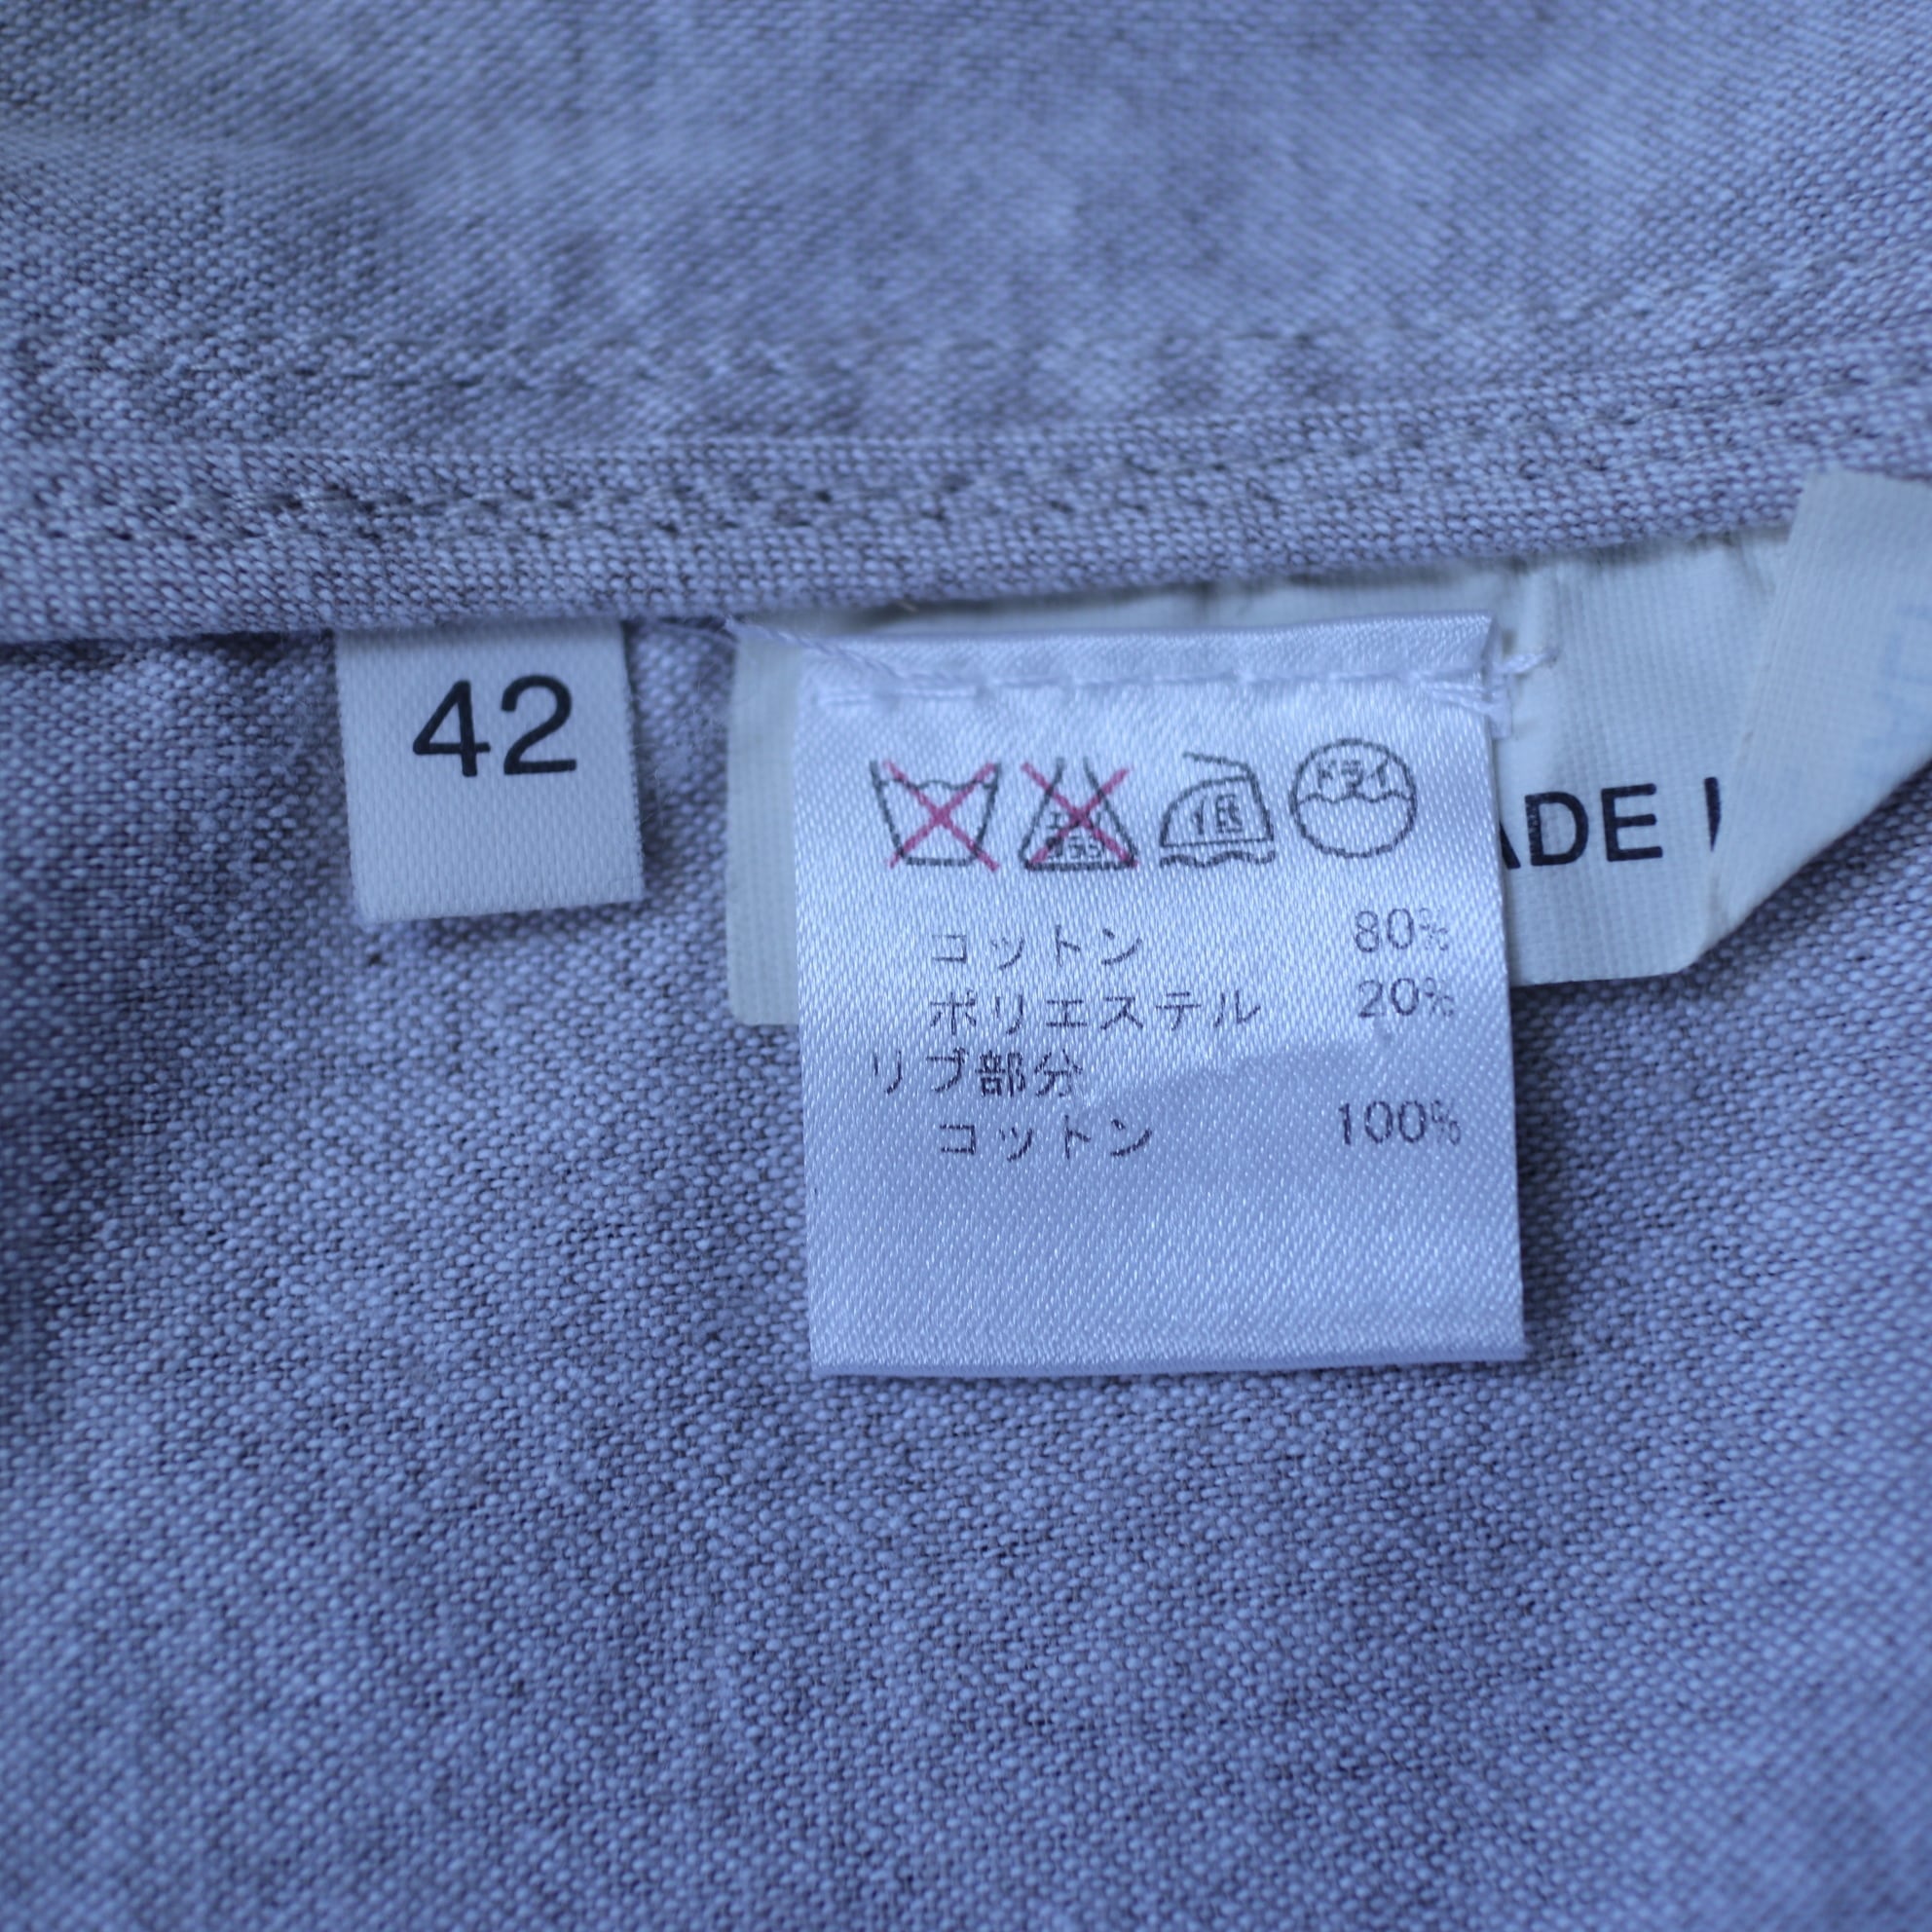 42
ドライ
コットン 80%
ポリエステル 20%
リブ部分
コットン 100%
ADE